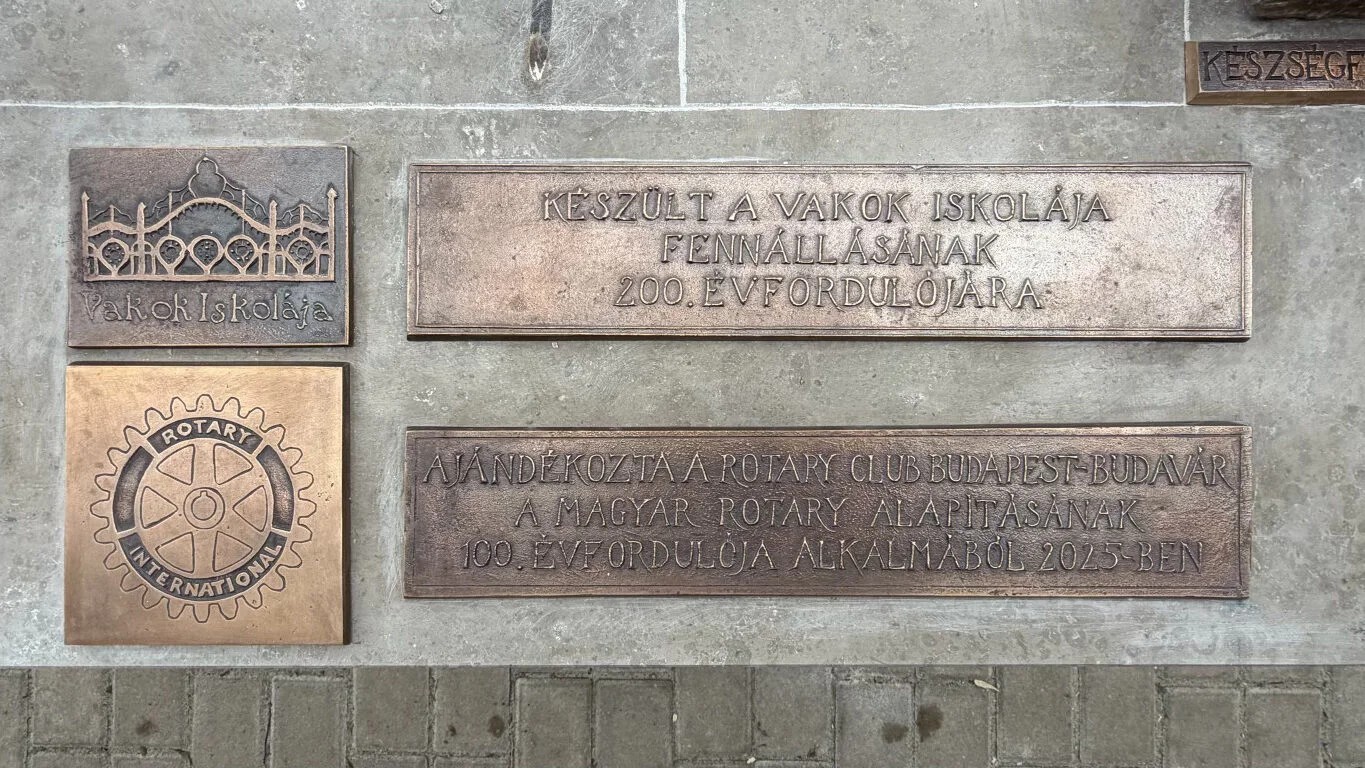 KÉSZSÉGF
Vakok Iskolája
KÉSZÜLT A VAKOK ISKOLÁJA
FENNÁLLÁSÁNAK
200. ÉVFORDULÓJÁRA
ROTARY
INTERNATIONAL
AJÁNDÉKOZTA A ROTARY CLUB BUDAPEST-BUDAVÁR
A MAGYAR ROTARY ALAPÍTÁSÁNAK
100. ÉVFORDULÓJA ALKALMÁBÓL 2025-BEN